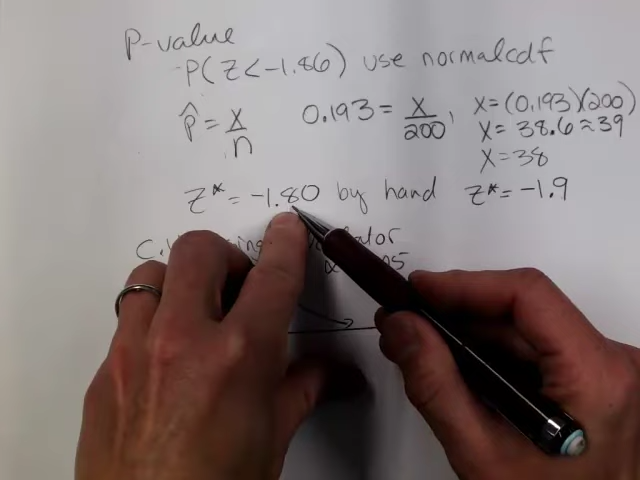 P-value
P(Z<-1.86) use normalcdf
p̂ = x/n 0.193 = x/200, x=(0.193)(200)
x = 38.6 ≈ 39
x = 38
z* = -1.80 by hand z* = -1.9
C.V.